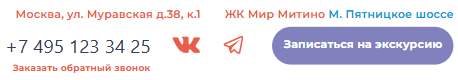 Москва, ул. Муравская д.38, к.1
ЖК Мир Митино М. Пятницкое шоссе
+7 495 123 34 25
Записаться на экскурсию
Заказать обратный звонок